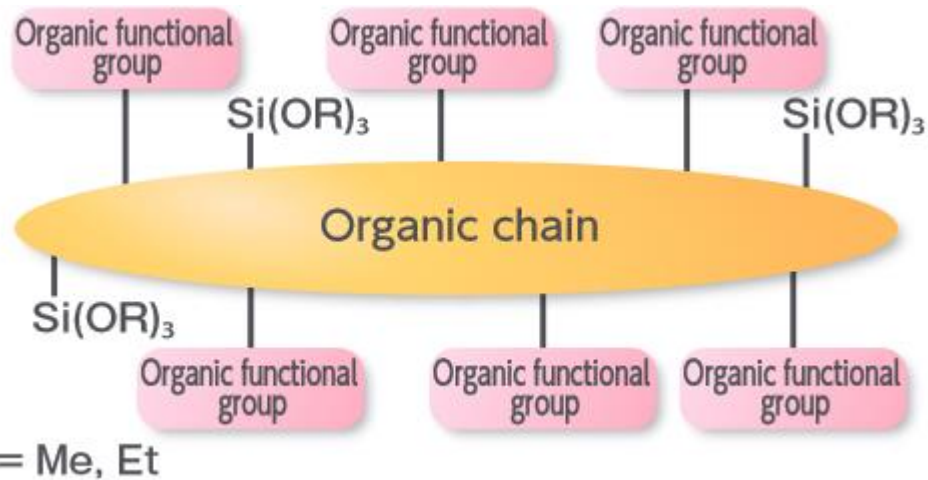 Organic functional
group
Organic functional
group
Organic functional
group
Si(OR)₃
Si(OR)₃
Organic chain
Si(OR)₃
Organic functional
group
Organic functional
group
Organic functional
group
= Me, Et